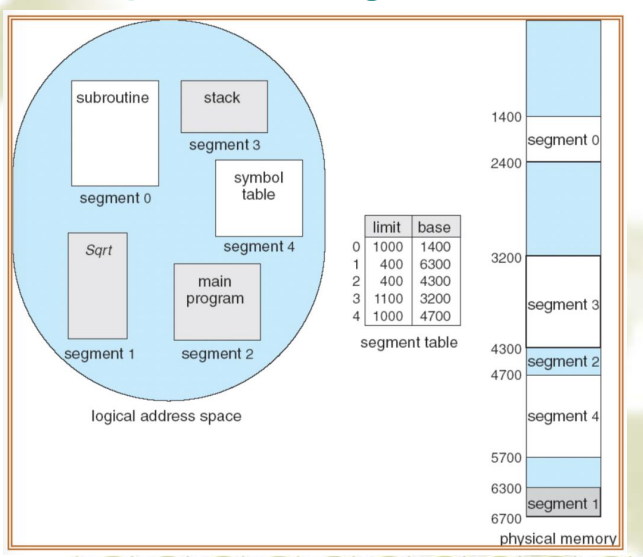 subroutine
segment 0
stack
segment 3
symbol
table
segment 4
Sqrt
segment 1
main
program
segment 2
logical address space
limit base
0 1000 1400
1 400 6300
2 400 4300
3 1100 3200
4 1000 4700
segment table
1400
segment 0
2400
3200
segment 3
4300
segment 2
4700
segment 4
5700
6300
segment 1
6700
physical memory